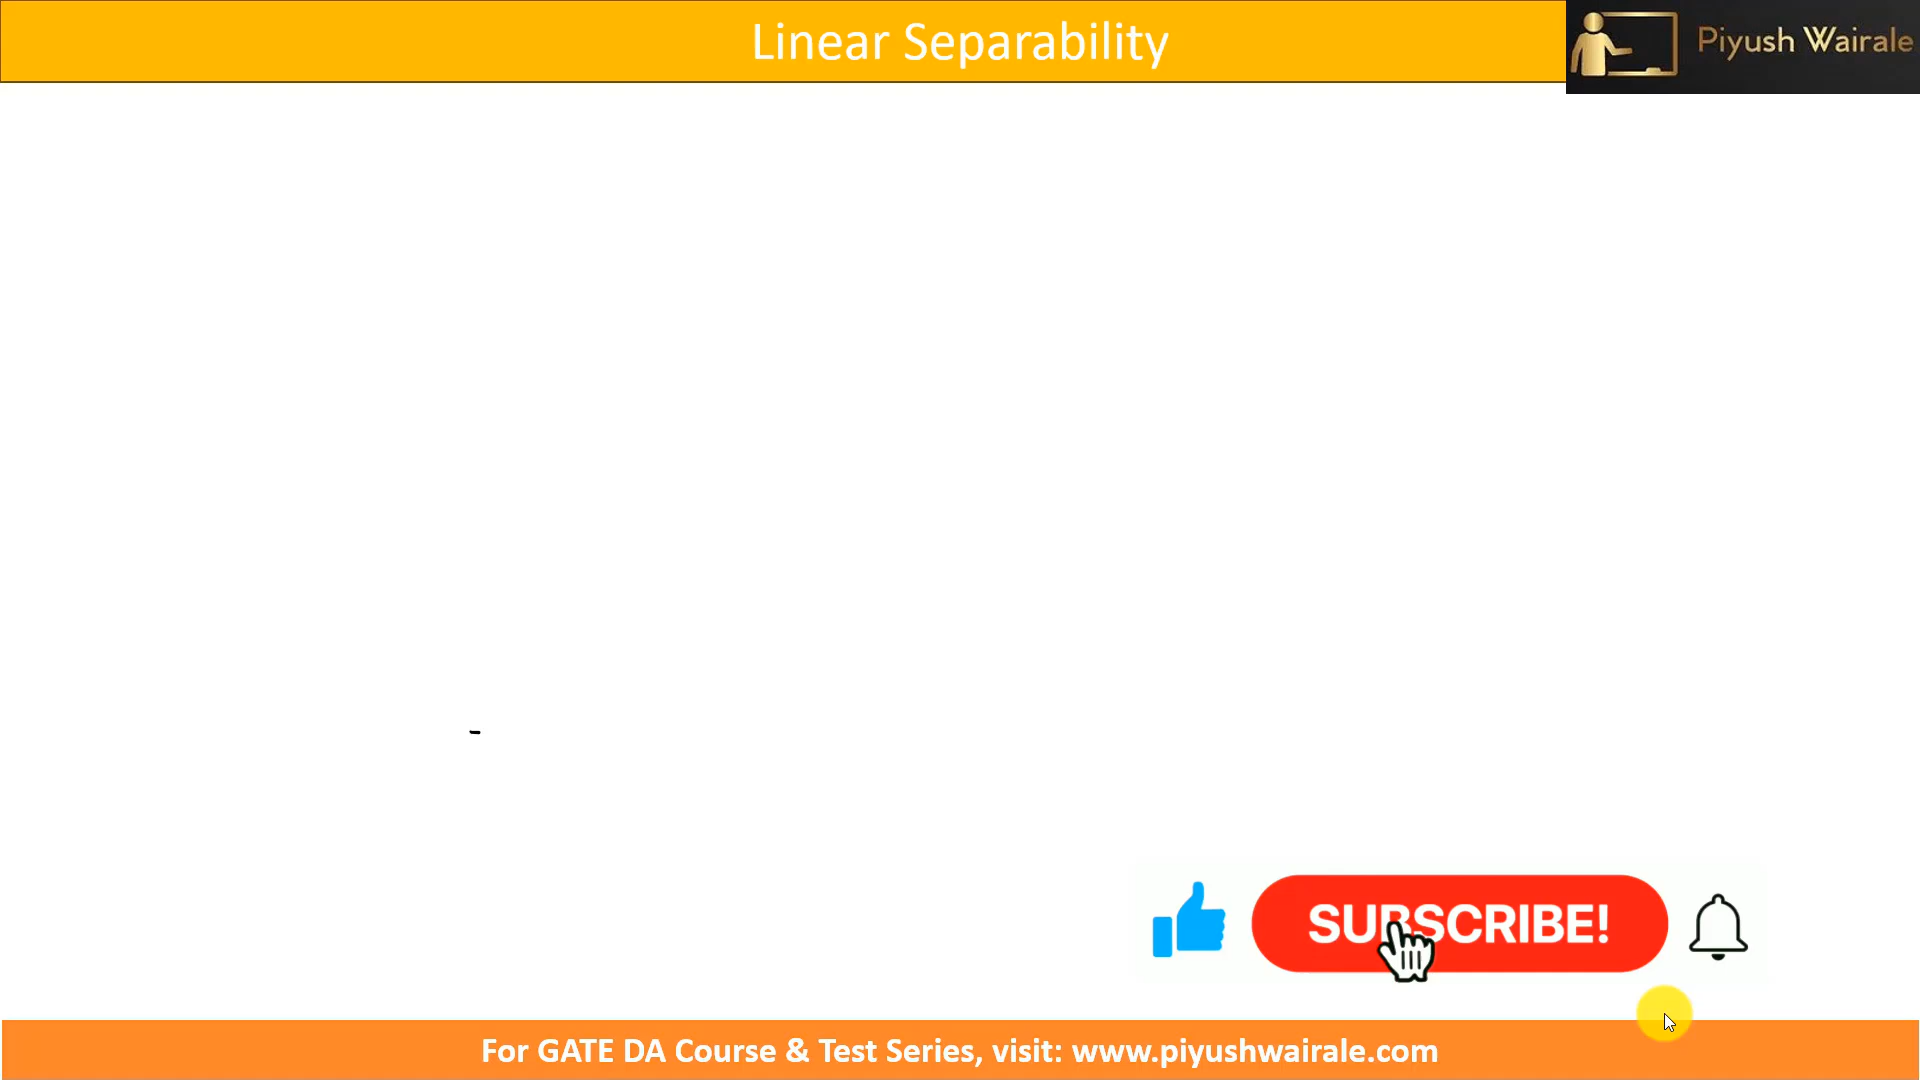 Linear Separability
Piyush Wairale
SUBSCRIBE!
For GATE DA Course & Test Series, visit: www.piyushwairale.com